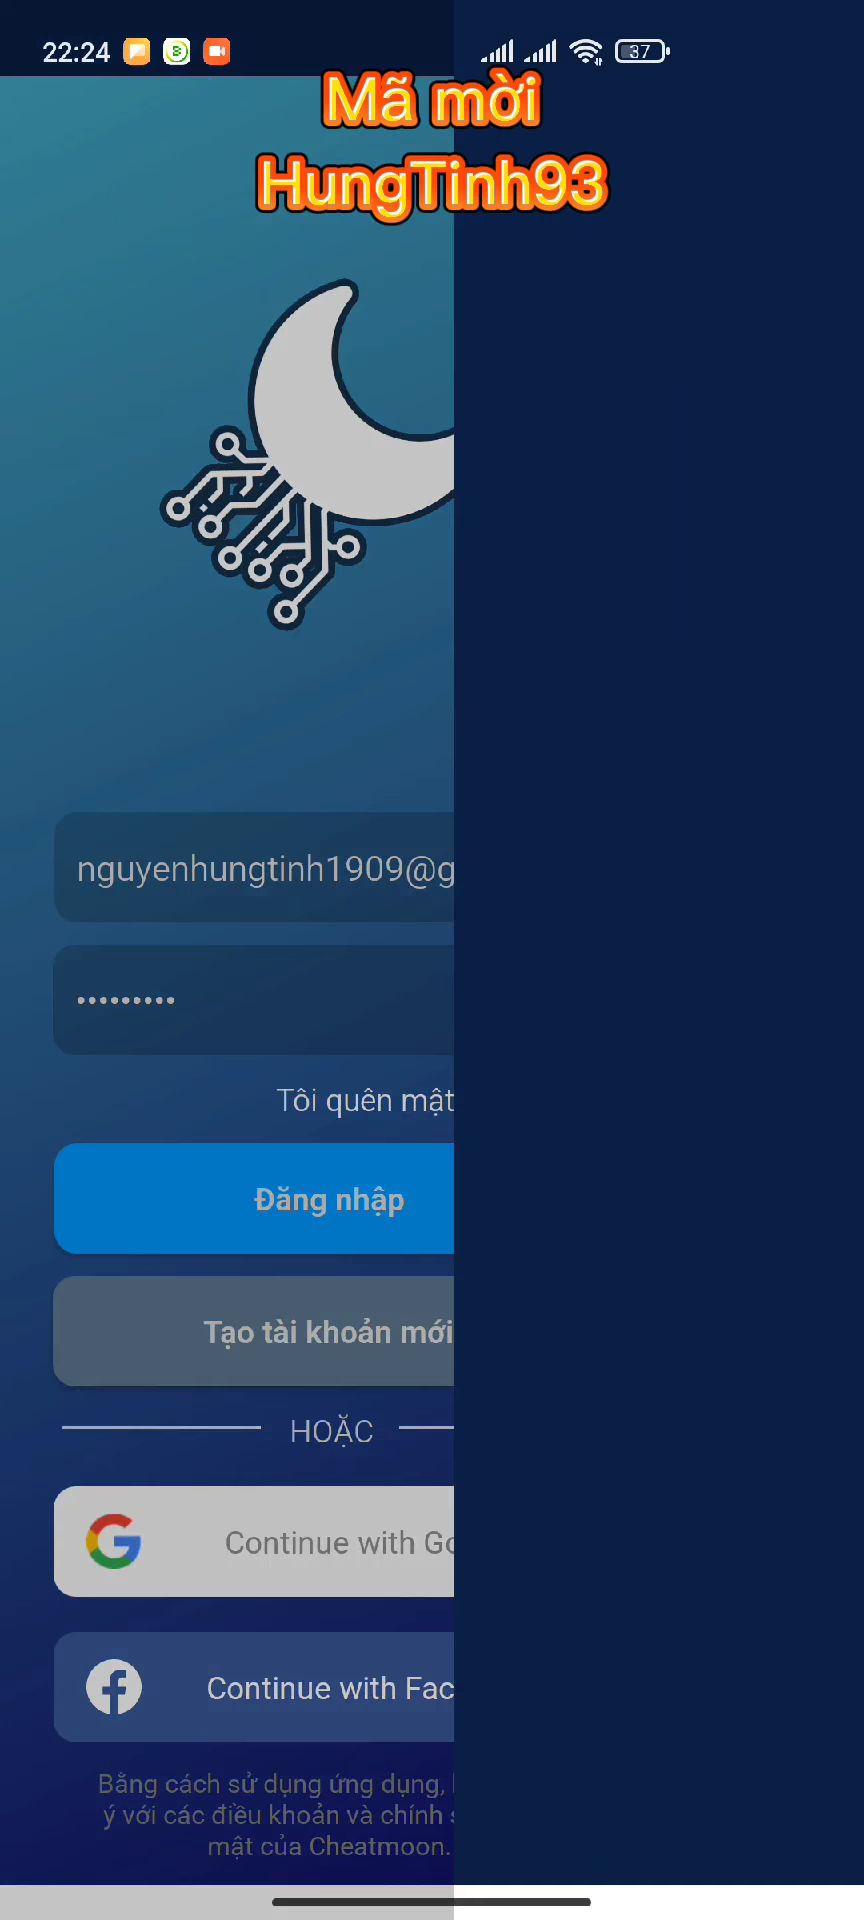 22:24
37
Mã mời
HungTinh93
nguyenhungtinh1909@g
Tôi quên mật
Đăng nhập
Tạo tài khoản mới
HOẶC
Continue with Go
Continue with Fac
Bằng cách sử dụng ứng dụng,
ý với các điều khoản và chính
mật của Cheatmoon.